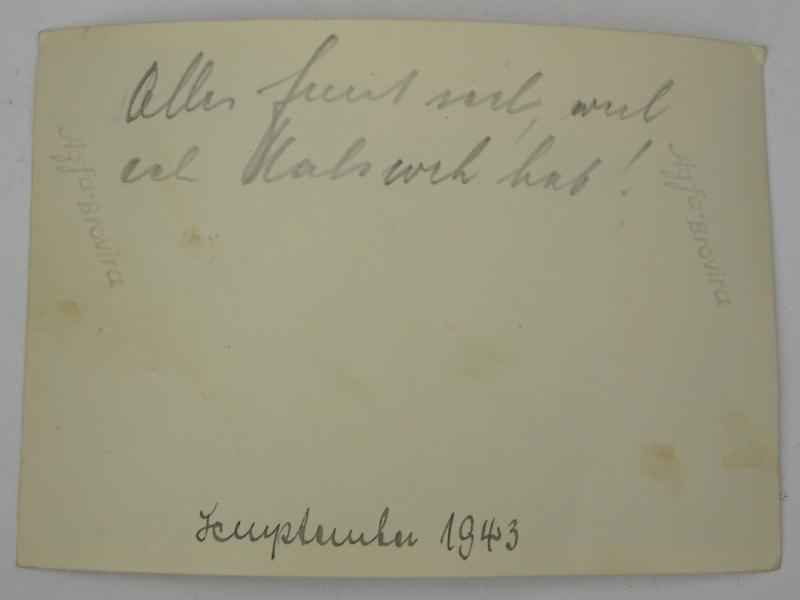 Alles freut sich, weil
ich Halsweh hab!
Agfa-Brovira
Agfa-Brovira
September 1943